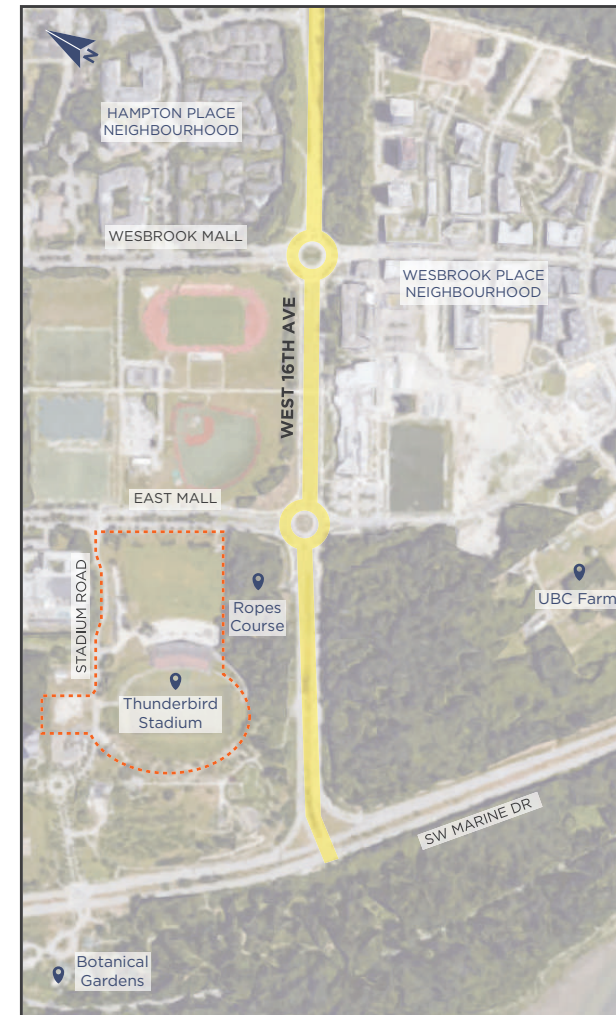 N
HAMPTON PLACE
NEIGHBOURHOOD
WESBROOK MALL
WESBROOK PLACE
NEIGHBOURHOOD
WEST 16TH AVE
EAST MALL
STADIUM ROAD
Ropes
Course
UBC Farm
Thunderbird
Stadium
SW MARINE DR
Botanical
Gardens